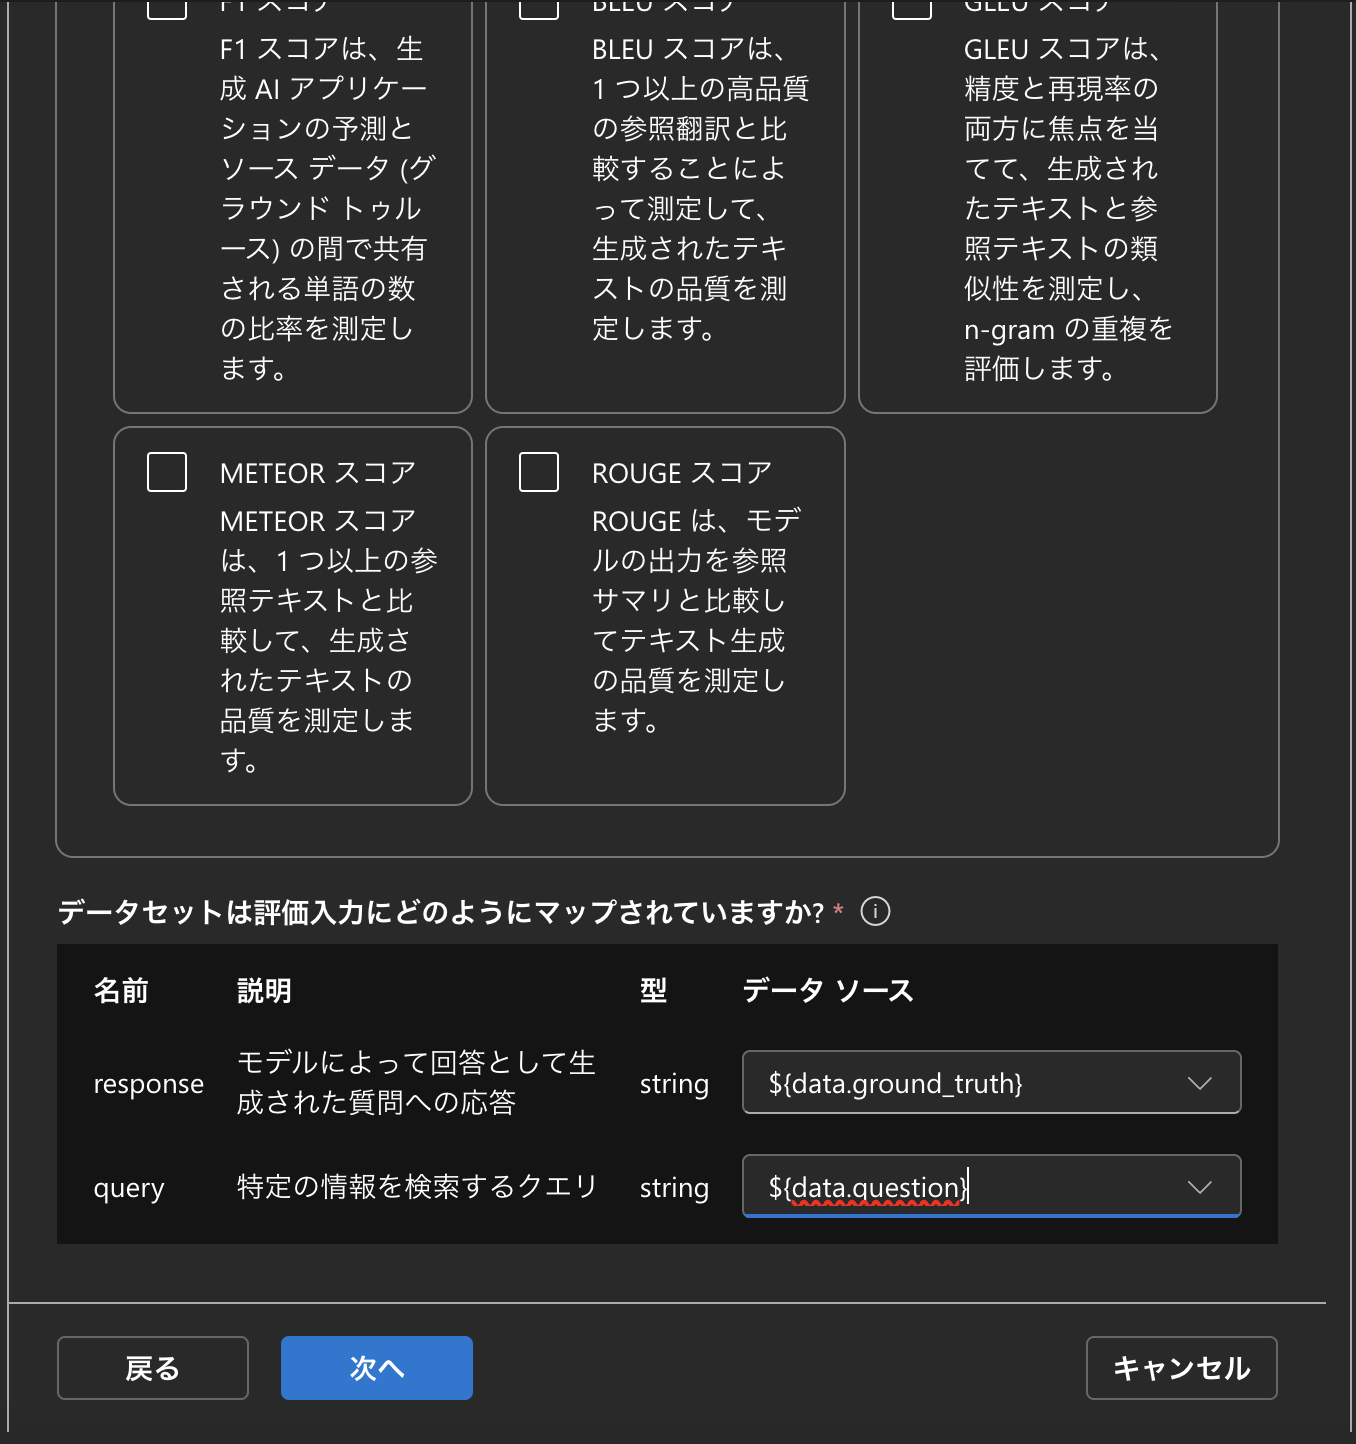 F1 スコア
F1 スコアは、生
成 AI アプリケー
ションの予測と
ソース データ (グ
ラウンド トゥル
ース) の間で共有
される単語の数
の比率を測定し
ます。
BLEU スコア
BLEU スコアは、
1 つ以上の高品質
の参照翻訳と比
較することによ
って測定して、
生成されたテキ
ストの品質を測
定します。
GLEU スコア
GLEU スコアは、
精度と再現率の
両方に焦点を当
てて、生成され
たテキストと参
照テキストの類
似性を測定し、
n-gram の重複を
評価します。
METEOR スコア
METEOR スコア
は、1 つ以上の参
照テキストと比
較して、生成さ
れたテキストの
品質を測定しま
す。
ROUGE スコア
ROUGE は、モデ
ルの出力を参照
サマリと比較し
てテキスト生成
の品質を測定し
ます。
データセットは評価入力にどのようにマップされていますか? *
名前 説明 型 データ ソース
response モデルによって回答として生
成された質問への応答 string ${data.ground_truth}
query 特定の情報を検索するクエリ string ${data.question}
戻る 次へ キャンセル